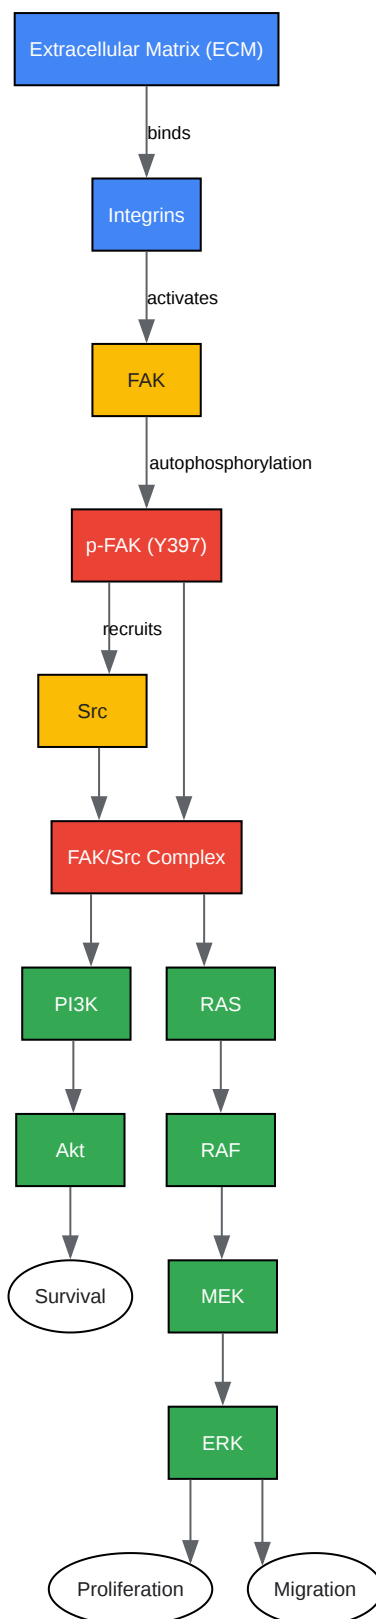 Extracellular Matrix (ECM)
binds
Integrins
activates
FAK
autophosphorylation
p-FAK (Y397)
recruits
Src
FAK/Src Complex
PI3K
RAS
Akt
RAF
Survival
MEK
ERK
Proliferation
Migration